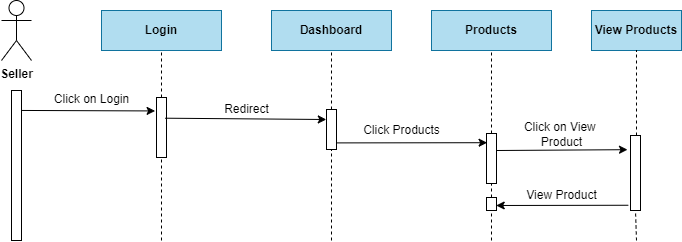 Login
Dashboard
Products
View Products
Seller
Click on Login
Redirect
Click Products
Click on View
Product
View Product